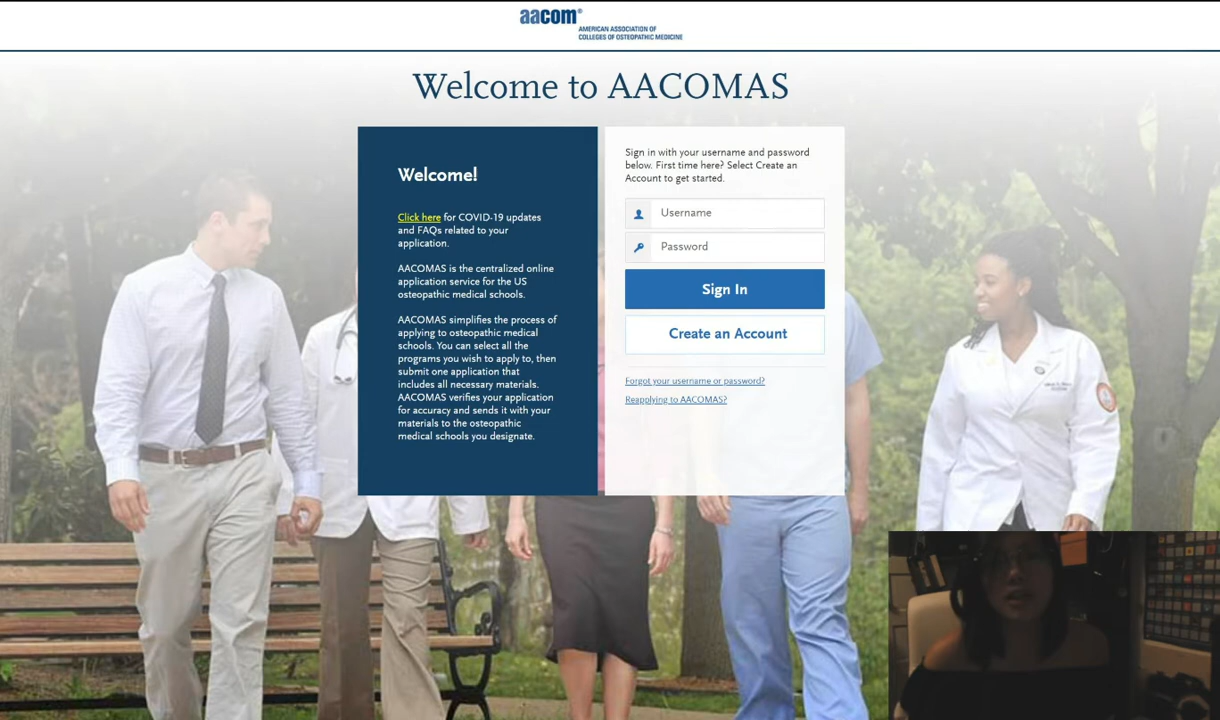 aacom®
AMERICAN ASSOCIATION OF
COLLEGES OF OSTEOPATHIC MEDICINE
Welcome to AACOMAS
Welcome!
Click here for COVID-19 updates
and FAQs related to your
application.
AACOMAS is the centralized online
application service for the US
osteopathic medical schools.
AACOMAS simplifies the process of
applying to osteopathic medical
schools. You can select all the
programs you wish to apply to, then
submit one application that
includes all necessary materials.
AACOMAS verifies your application
for accuracy and sends it with your
materials to the osteopathic
medical schools you designate.
Sign in with your username and password
below. First time here? Select Create an
Account to get started.
Username
Password
Sign In
Create an Account
Forgot your username or password?
Reapplying to AACOMAS?